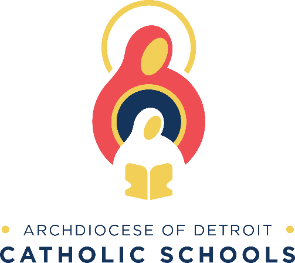 • ARCHDIOCESE OF DETROIT •
CATHOLIC SCHOOLS